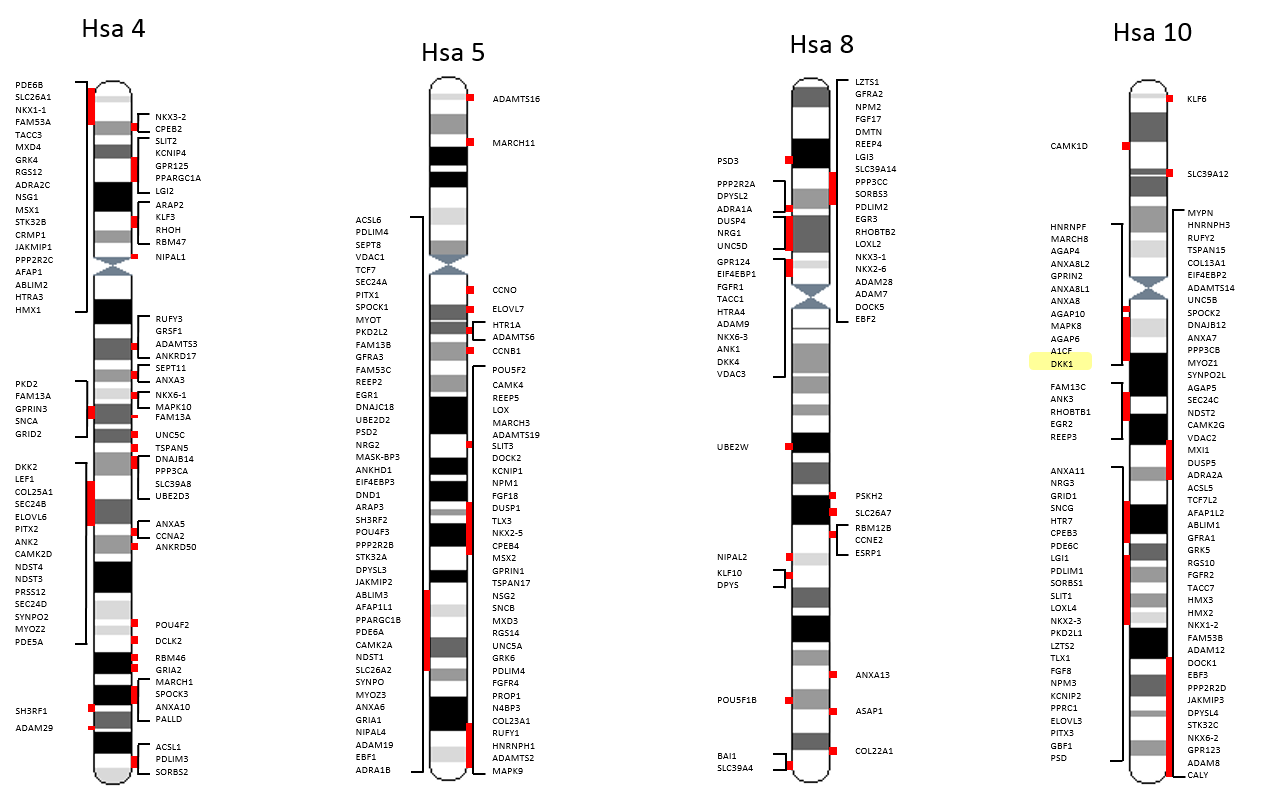 Hsa 4
PDE6B
SLC26A1
NKX1-1
FAM53A
TACC3
MXD4
GRK4
RGS12
ADRA2C
NSG1
MSX1
STK32B
CRMP1
JAKMIP1
PPP2R2C
AFAP1
ABLIM2
HTRA3
HMX1
PKD2
FAM13A
GPRIN3
SNCA
GRID2
DKK2
LEF1
COL25A1
SEC24B
ELOVL6
PITX2
ANK2
CAMK2D
NDST4
NDST3
PRSS12
SEC24D
SYNPO2
MYOZ2
PDE5A
SH3RF1
ADAM29
NKX3-2
CPEB2
SLIT2
KCNIP4
GPR125
PPARGC1A
LGI2
ARAP2
KLF3
RHOH
RBM47
NIPAL1
RUFY3
GRSF1
ADAMTS3
ANKRD17
SEPT11
ANXA3
NKX6-1
MAPK10
FAM13A
UNC5C
TSPAN5
DNAJB14
PPP3CA
SLC39A8
UBE2D3
ANXA5
CCNA2
ANKRD50
POU4F2
DCLK2
RBM46
GRIA2
MARCH1
SPOCK3
ANXA10
PALLD
ACSL1
PDLIM3
SORBS2
Hsa 5
ACSL6
PDLIM4
SEPT8
VDAC1
TCF7
SEC24A
PITX1
SPOCK1
MYOT
PKD2L2
FAM13B
GFRA3
FAM53C
REEP2
EGR1
DNAJC18
UBE2D2
PSD2
NRG2
MASK-BP3
ANKHD1
EIF4EBP3
DND1
ARAP3
SH3RF2
POU4F3
PPP2R2B
STK32A
DPYSL3
JAKMIP2
ABLIM3
AFAP1L1
PPARGC1B
PDE6A
CAMK2A
NDST1
SLC26A2
SYNPO
MYOZ3
ANXA6
GRIA1
NIPAL4
ADAM19
EBF1
ADRA1B
ADAMTS16
MARCH11
CCNO
ELOVL7
HTR1A
ADAMTS6
CCNB1
POU5F2
CAMK4
REEP5
LOX
MARCH3
ADAMTS19
SLIT3
DOCK2
KCNIP1
NPM1
FGF18
DUSP1
TLX3
NKX2-5
CPEB4
MSX2
GPRIN1
TSPAN17
NSG2
SNCB
MXD3
RGS14
UNC5A
GRK6
PDLIM4
FGFR4
PROP1
N4BP3
COL23A1
RUFY1
HNRNPH1
ADAMTS2
MAPK9
Hsa 8
PSD3
PPP2R2A
DPYSL2
ADRA1A
DUSP4
NRG1
UNC5D
GPR124
EIF4EBP1
FGFR1
TACC1
HTRA4
ADAM9
NKX6-3
ANK1
DKK4
VDAC3
UBE2W
NIPAL2
KLF10
DPYS
POU5F1B
BAI1
SLC39A4
LZTS1
GFRA2
NPM2
FGF17
DMTN
REEP4
LGI3
SLC39A14
PPP3CC
SORBS3
PDLIM2
EGR3
RHOBTB2
LOXL2
NKX3-1
NKX2-6
ADAM28
ADAM7
DOCK5
EBF2
PSKH2
SLC26A7
RBM12B
CCNE2
ESRP1
ANXA13
ASAP1
COL22A1
Hsa 10
CAMK1D
HNRNPF
MARCH8
AGAP4
ANXA8L2
GPRIN2
ANXA8L1
ANXA8
AGAP10
MAPK8
AGAP6
A1CF
DKK1
FAM13C
ANK3
RHOBTB1
EGR2
REEP3
ANXA11
NRG3
GRID1
SNCG
HTR7
CPEB3
PDE6C
LGI1
PDLIM1
SORBS1
SLIT1
LOXL4
NKX2-3
PKD2L1
LZTS2
TLX1
FGF8
NPM3
KCNIP2
PPRC1
ELOVL3
PITX3
GBF1
PSD
KLF6
SLC39A12
MYPN
HNRNPH3
RUFY2
TSPAN15
COL13A1
EIF4EBP2
ADAMTS14
UNC5B
SPOCK2
DNAJB12
ANXA7
PPP3CB
MYOZ1
SYNPO2L
AGAP5
SEC24C
NDST2
CAMK2G
VDAC2
MXI1
DUSP5
ADRA2A
ACSL5
TCF7L2
AFAP1L2
ABLIM1
GFRA1
GRK5
RGS10
FGFR2
TACC7
HMX3
HMX2
NKX1-2
FAM53B
ADAM12
DOCK1
EBF3
PPP2R2D
JAKMIP3
DPYSL4
STK32C
NKX6-2
GPR123
ADAM8
CALY